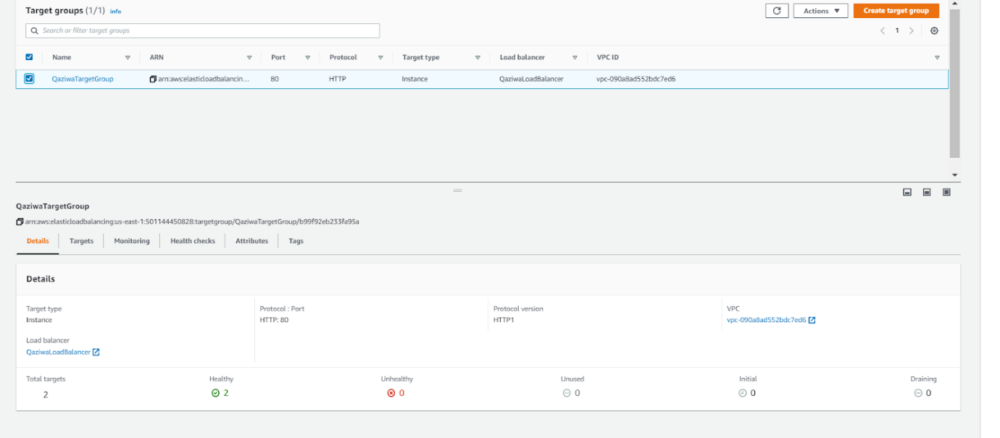 Target groups (1/1) info
Actions
Create target group
Search or filter target groups
1
Name ARN Port Protocol Target type Load balancer VPC ID
QaziwaTargetGroup arn:aws:elasticloadbalancin... 80 HTTP Instance QaziwaLoadBalancer vpc-090a8ad552bdc7ed6
QaziwaTargetGroup
arn:aws:elasticloadbalancing:us-east-1:501144450828:targetgroup/QaziwaTargetGroup/b99f92eb233fa95a
Details Targets Monitoring Health checks Attributes Tags
Details
Target type Protocol : Port Protocol version VPC
Instance HTTP: 80 HTTP1 vpc-090a8ad552bdc7ed6
Load balancer
QaziwaLoadBalancer
Total targets Healthy Unhealthy Unused Initial Draining
2 2 0 0 0 0